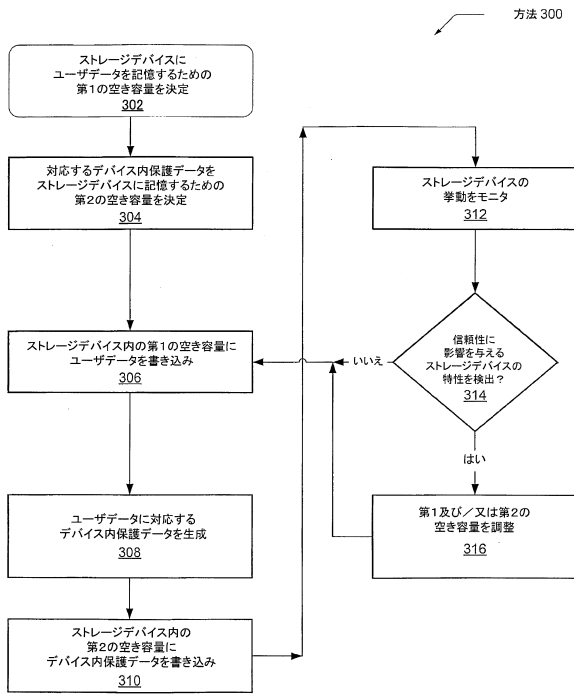 方法 300
ストレージデバイスに
ユーザデータを記憶するための
第1の空き容量を決定
302
対応するデバイス内保護データを
ストレージデバイスに記憶するための
第2の空き容量を決定
304
ストレージデバイス内の第1の空き容量に
ユーザデータを書き込み
306
ユーザデータに対応する
デバイス内保護データを生成
308
ストレージデバイス内の
第2の空き容量に
デバイス内保護データを書き込み
310
ストレージデバイスの
挙動をモニタ
312
信頼性に
影響を与える
ストレージデバイスの
特性を検出?
314
いいえ
はい
第1及び/又は第2の
空き容量を調整
316